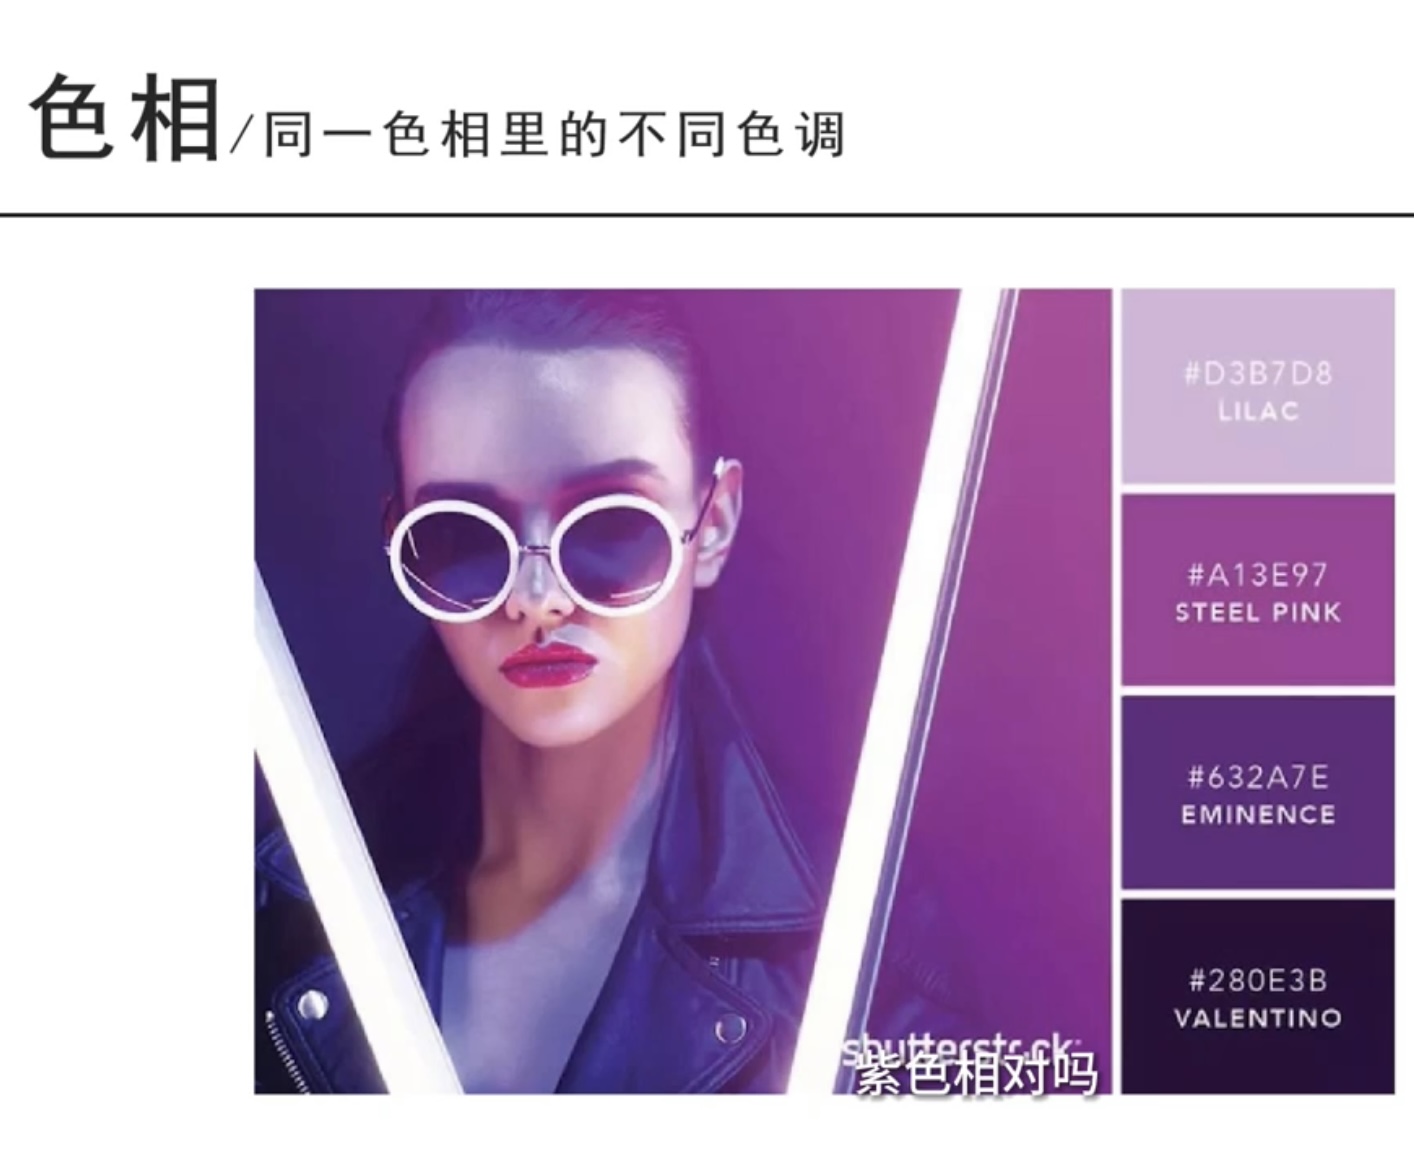 色相/同一色相里的不同色调
#D3B7D8
LILAC
#A13E97
STEEL PINK
#632A7E
EMINENCE
#280E3B
VALENTINO
shutterstock
紫色相对吗